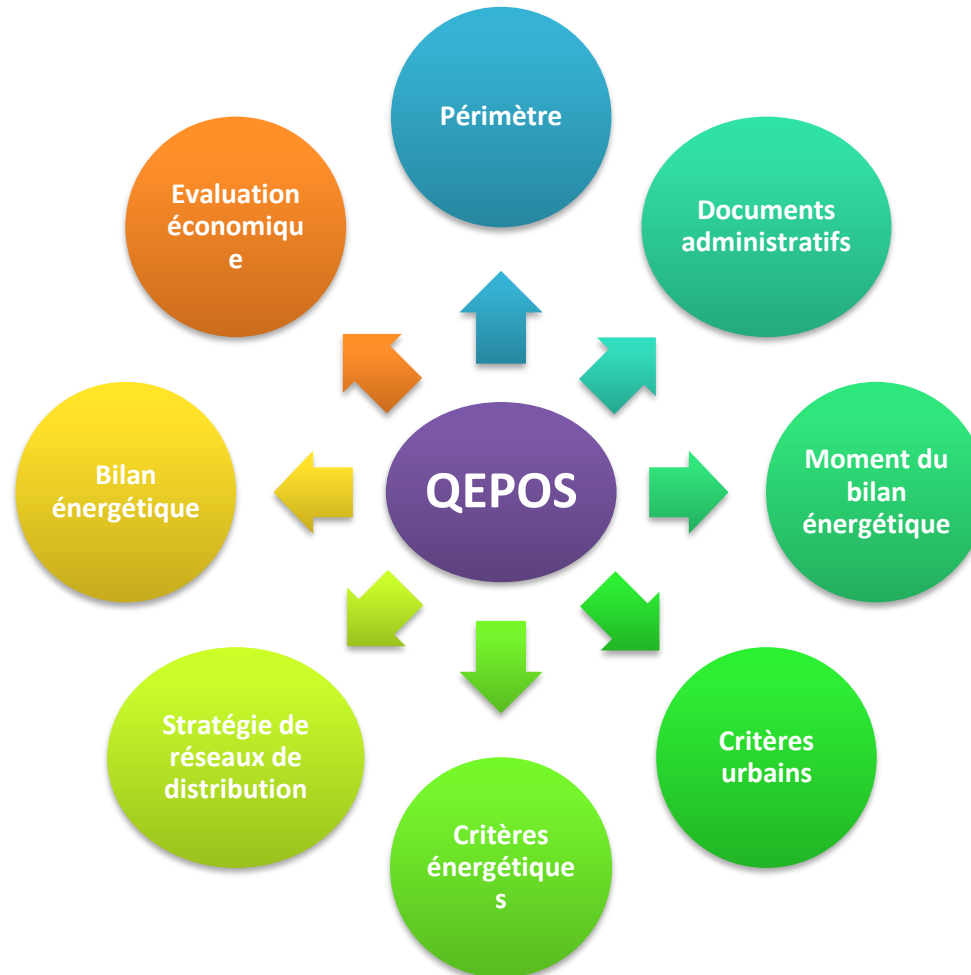 Périmètre
Evaluation
économiqu
e
Documents
administratifs
Bilan
énergétique
QEPOS
Moment du
bilan
énergétique
Stratégie de
réseaux de
distribution
Critères
urbains
Critères
énergétique
s